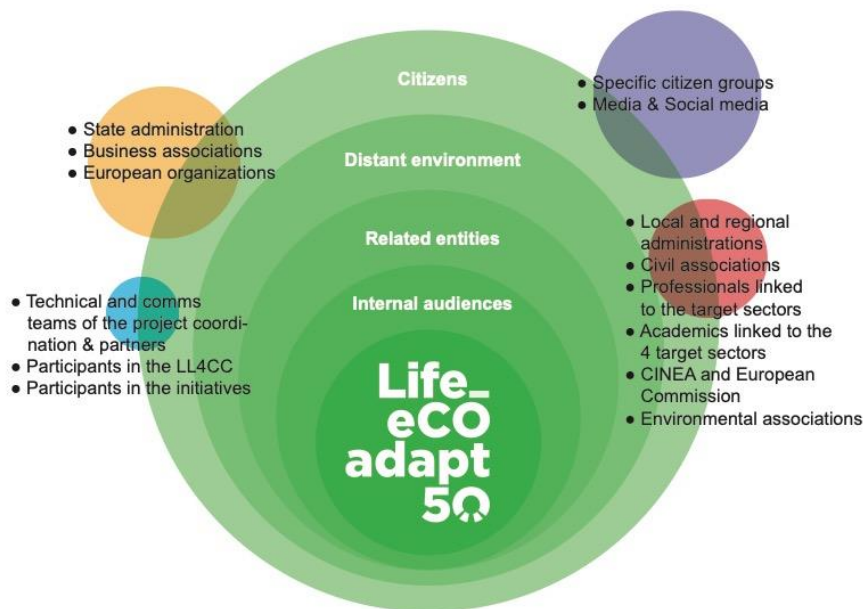 Citizens
● Specific citizen groups
● Media & Social media
● State administration
● Business associations
● European organizations
Distant environment
Related entities
● Local and regional
administrations
● Civil associations
● Professionals linked
to the target sectors
● Academics linked to the
4 target sectors
● CINEA and European
Commission
● Environmental associations
Internal audiences
● Technical and comms
teams of the project coordi-
nation & partners
● Participants in the LL4CC
● Participants in the initiatives
Life_
eCO
adapt
50